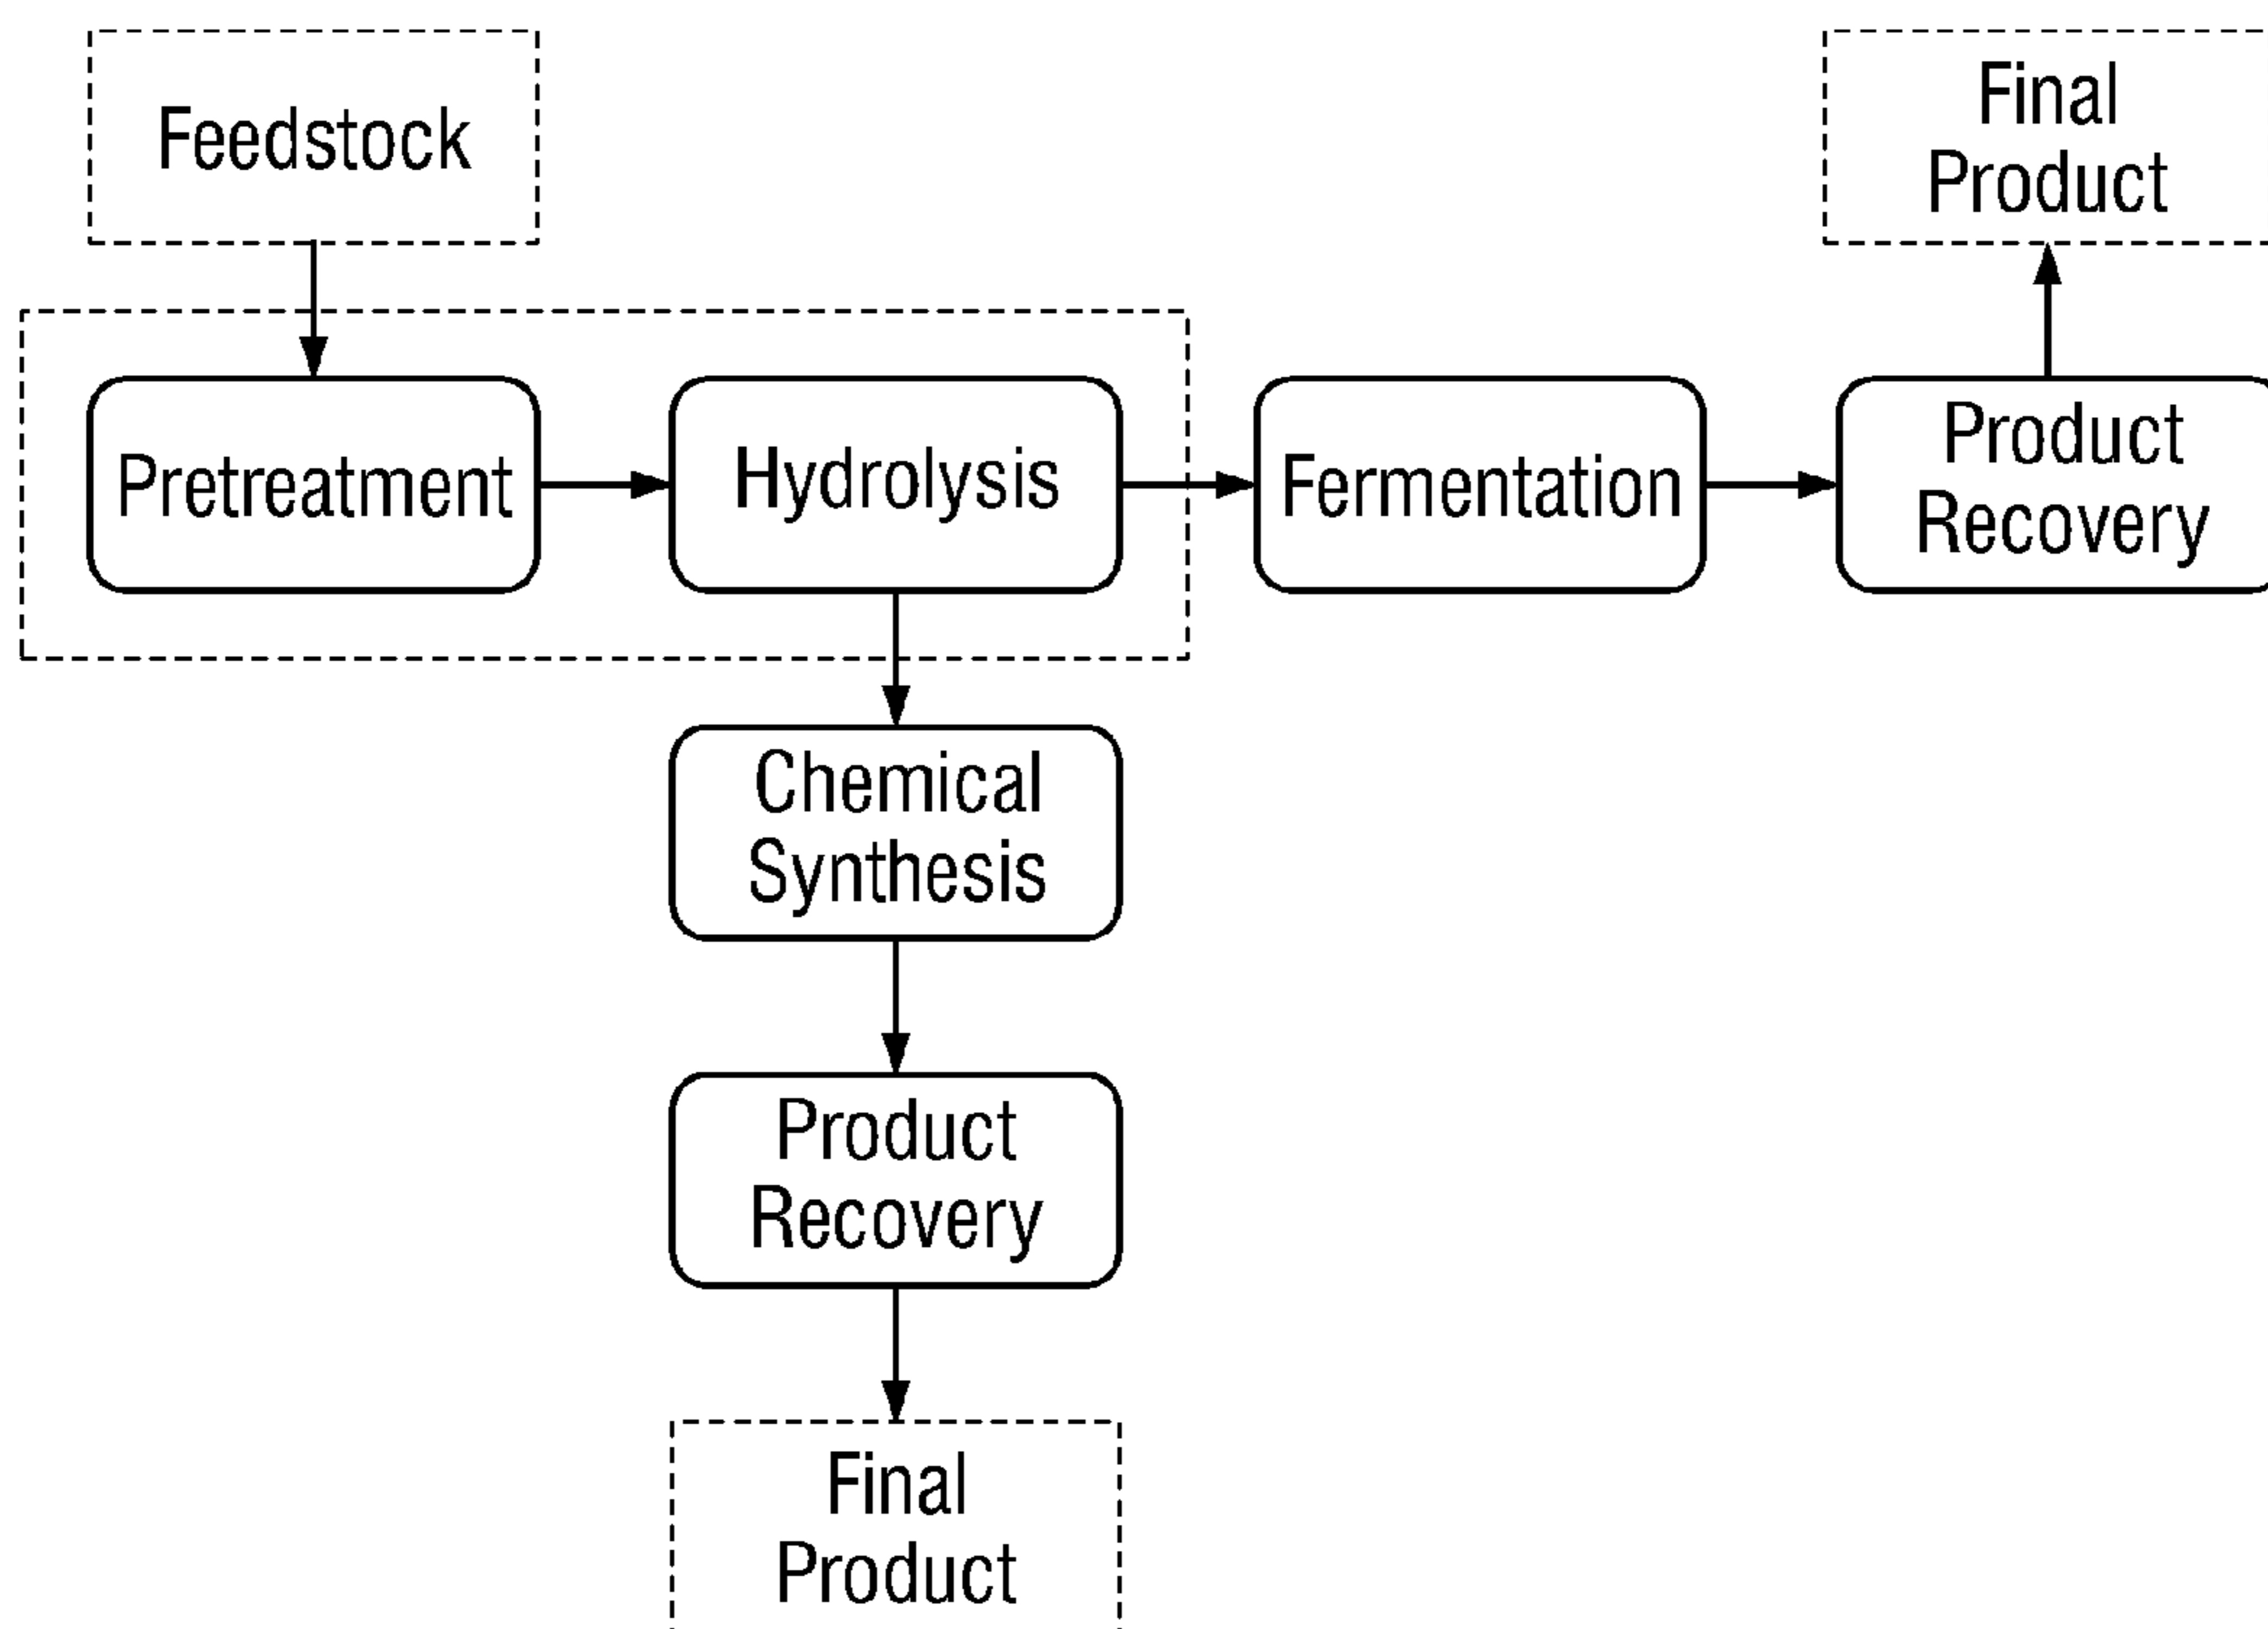 Feedstock
Final
Product
Pretreatment
Hydrolysis
Fermentation
Product
Recovery
Chemical
Synthesis
Product
Recovery
Final
Product